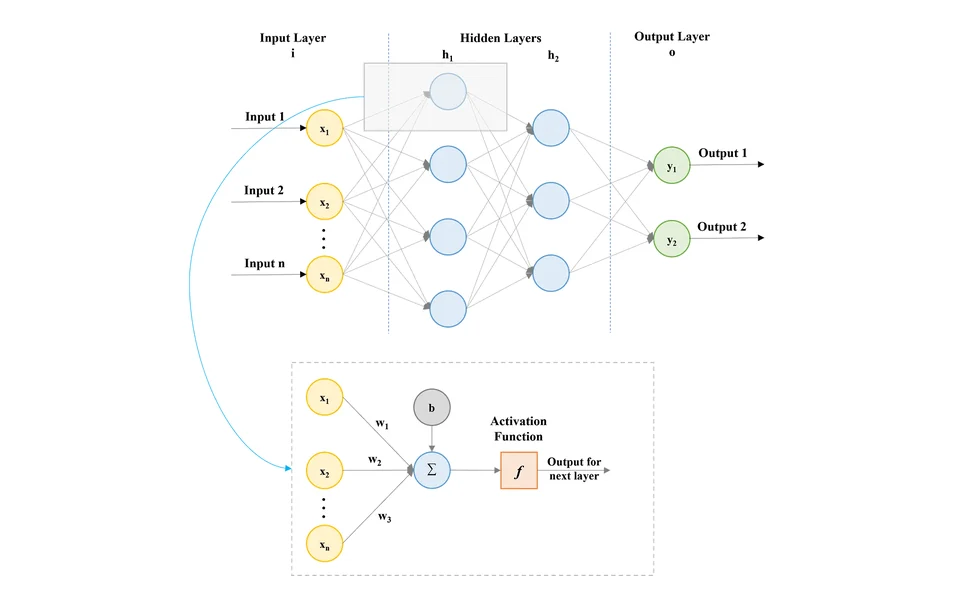 Input Layer
i
Hidden Layers
h₁
h₂
Output Layer
o
Input 1
x₁
Input 2
x₂
Input n
xₙ
y₁
Output 1
y₂
Output 2
x₁
w₁
b
x₂
w₂
Σ
Activation
Function
f
Output for
next layer
w₃
xₙ